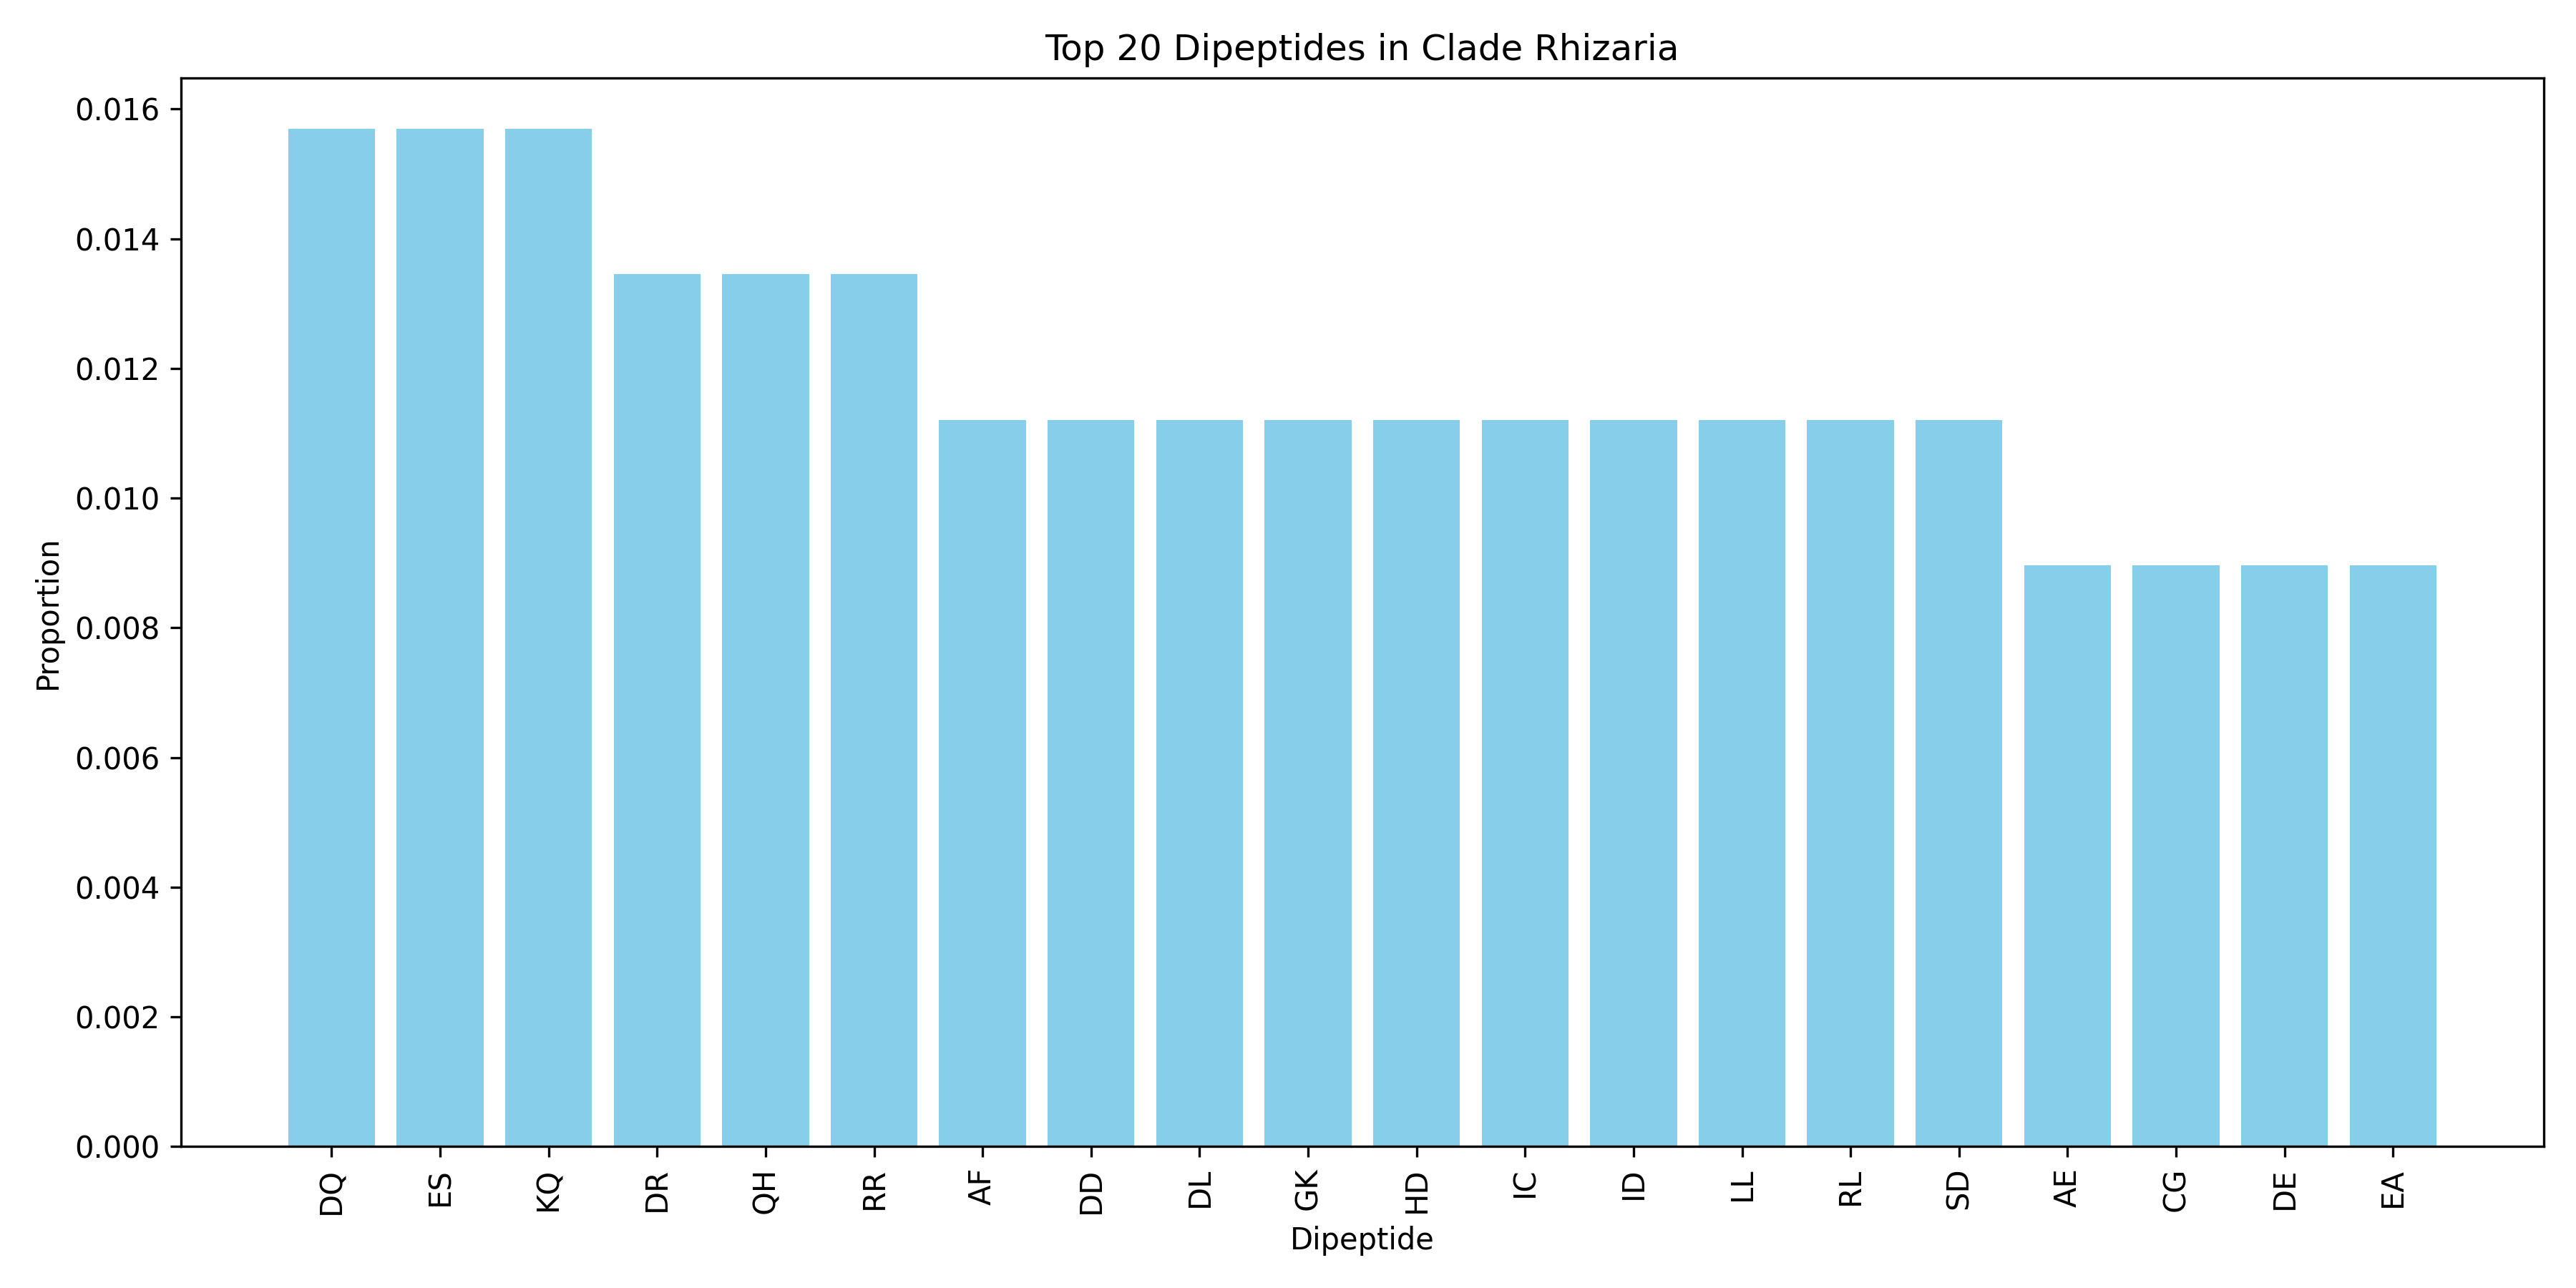 Top 20 Dipeptides in Clade Rhizaria
0.016
0.014
0.012
0.010
0.008
0.006
0.004
0.002
0.000
Proportion
DQ
ES
KQ
DR
QH
RR
AF
DD
DL
GK
HD
IC
ID
LL
RL
SD
AE
CG
DE
EA
Dipeptide